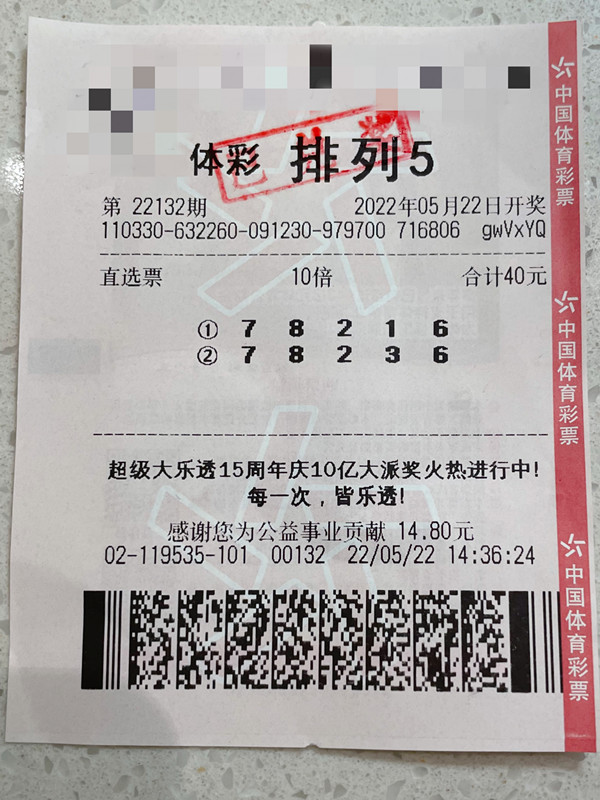 体彩 排列5
已兑奖
第 22132期 2022年05月22日开奖
110330-632260-091230-979700 716806 gwVxYQ
直选票 10倍 合计40元
① 7 8 2 1 6
② 7 8 2 3 6
超级大乐透15周年庆10亿大派奖火热进行中!
每一次，皆乐透!
感谢您为公益事业贡献 14.80元
02-119535-101 00132 22/05/22 14:36:24
中国体育彩票
中国体育彩票
中国体育彩票